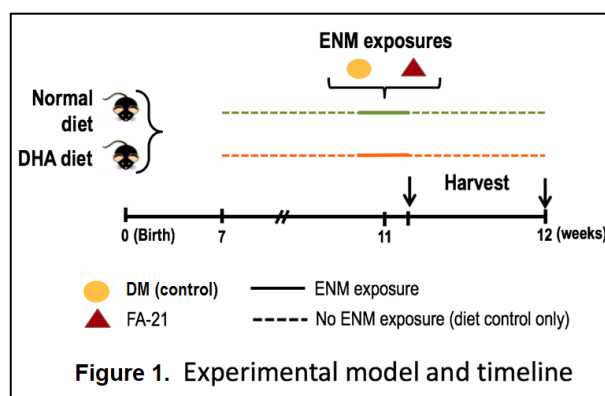 ENM exposures
Normal
diet
DHA diet
Harvest
0 (Birth)
7
11
12 (weeks)
DM (control)
ENM exposure
FA-21
No ENM exposure (diet control only)
Figure 1. Experimental model and timeline